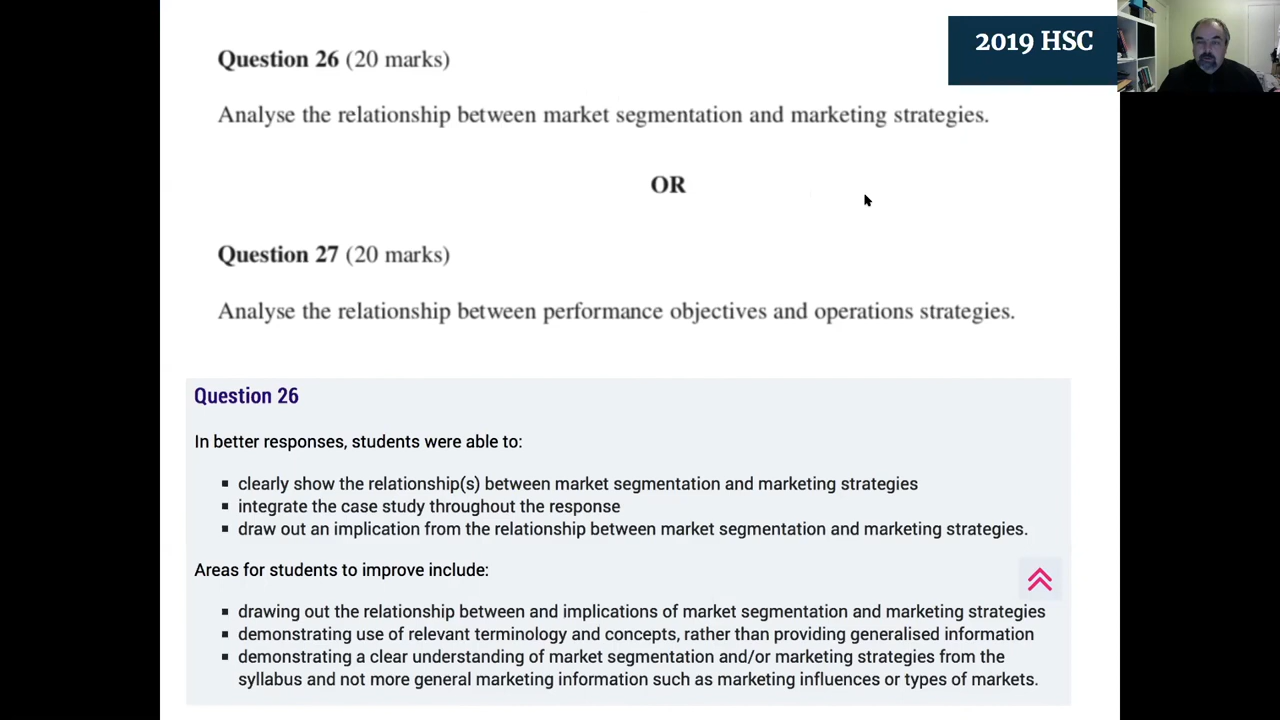 2019 HSC
Question 26 (20 marks)
Analyse the relationship between market segmentation and marketing strategies.
OR
Question 27 (20 marks)
Analyse the relationship between performance objectives and operations strategies.
Question 26
In better responses, students were able to:
▪ clearly show the relationship(s) between market segmentation and marketing strategies
▪ integrate the case study throughout the response
▪ draw out an implication from the relationship between market segmentation and marketing strategies.
Areas for students to improve include:
▪ drawing out the relationship between and implications of market segmentation and marketing strategies
▪ demonstrating use of relevant terminology and concepts, rather than providing generalised information
▪ demonstrating a clear understanding of market segmentation and/or marketing strategies from the
syllabus and not more general marketing information such as marketing influences or types of markets.